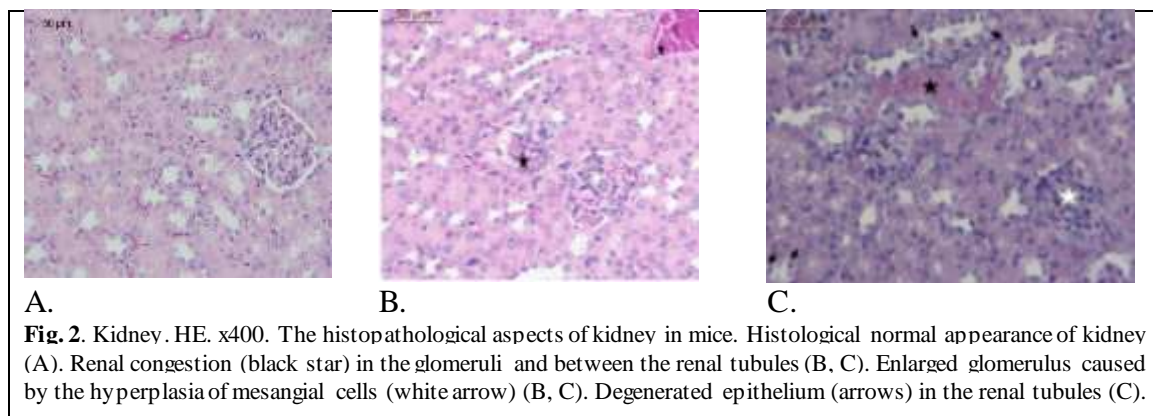 50 µm
A.
B.
C.
Fig. 2. Kidney. HE. x400. The histopathological aspects of kidney in mice. Histological normal appearance of kidney
(A). Renal congestion (black star) in the glomeruli and between the renal tubules (B, C). Enlarged glomerulus caused
by the hyperplasia of mesangial cells (white arrow) (B, C). Degenerated epithelium (arrows) in the renal tubules (C).